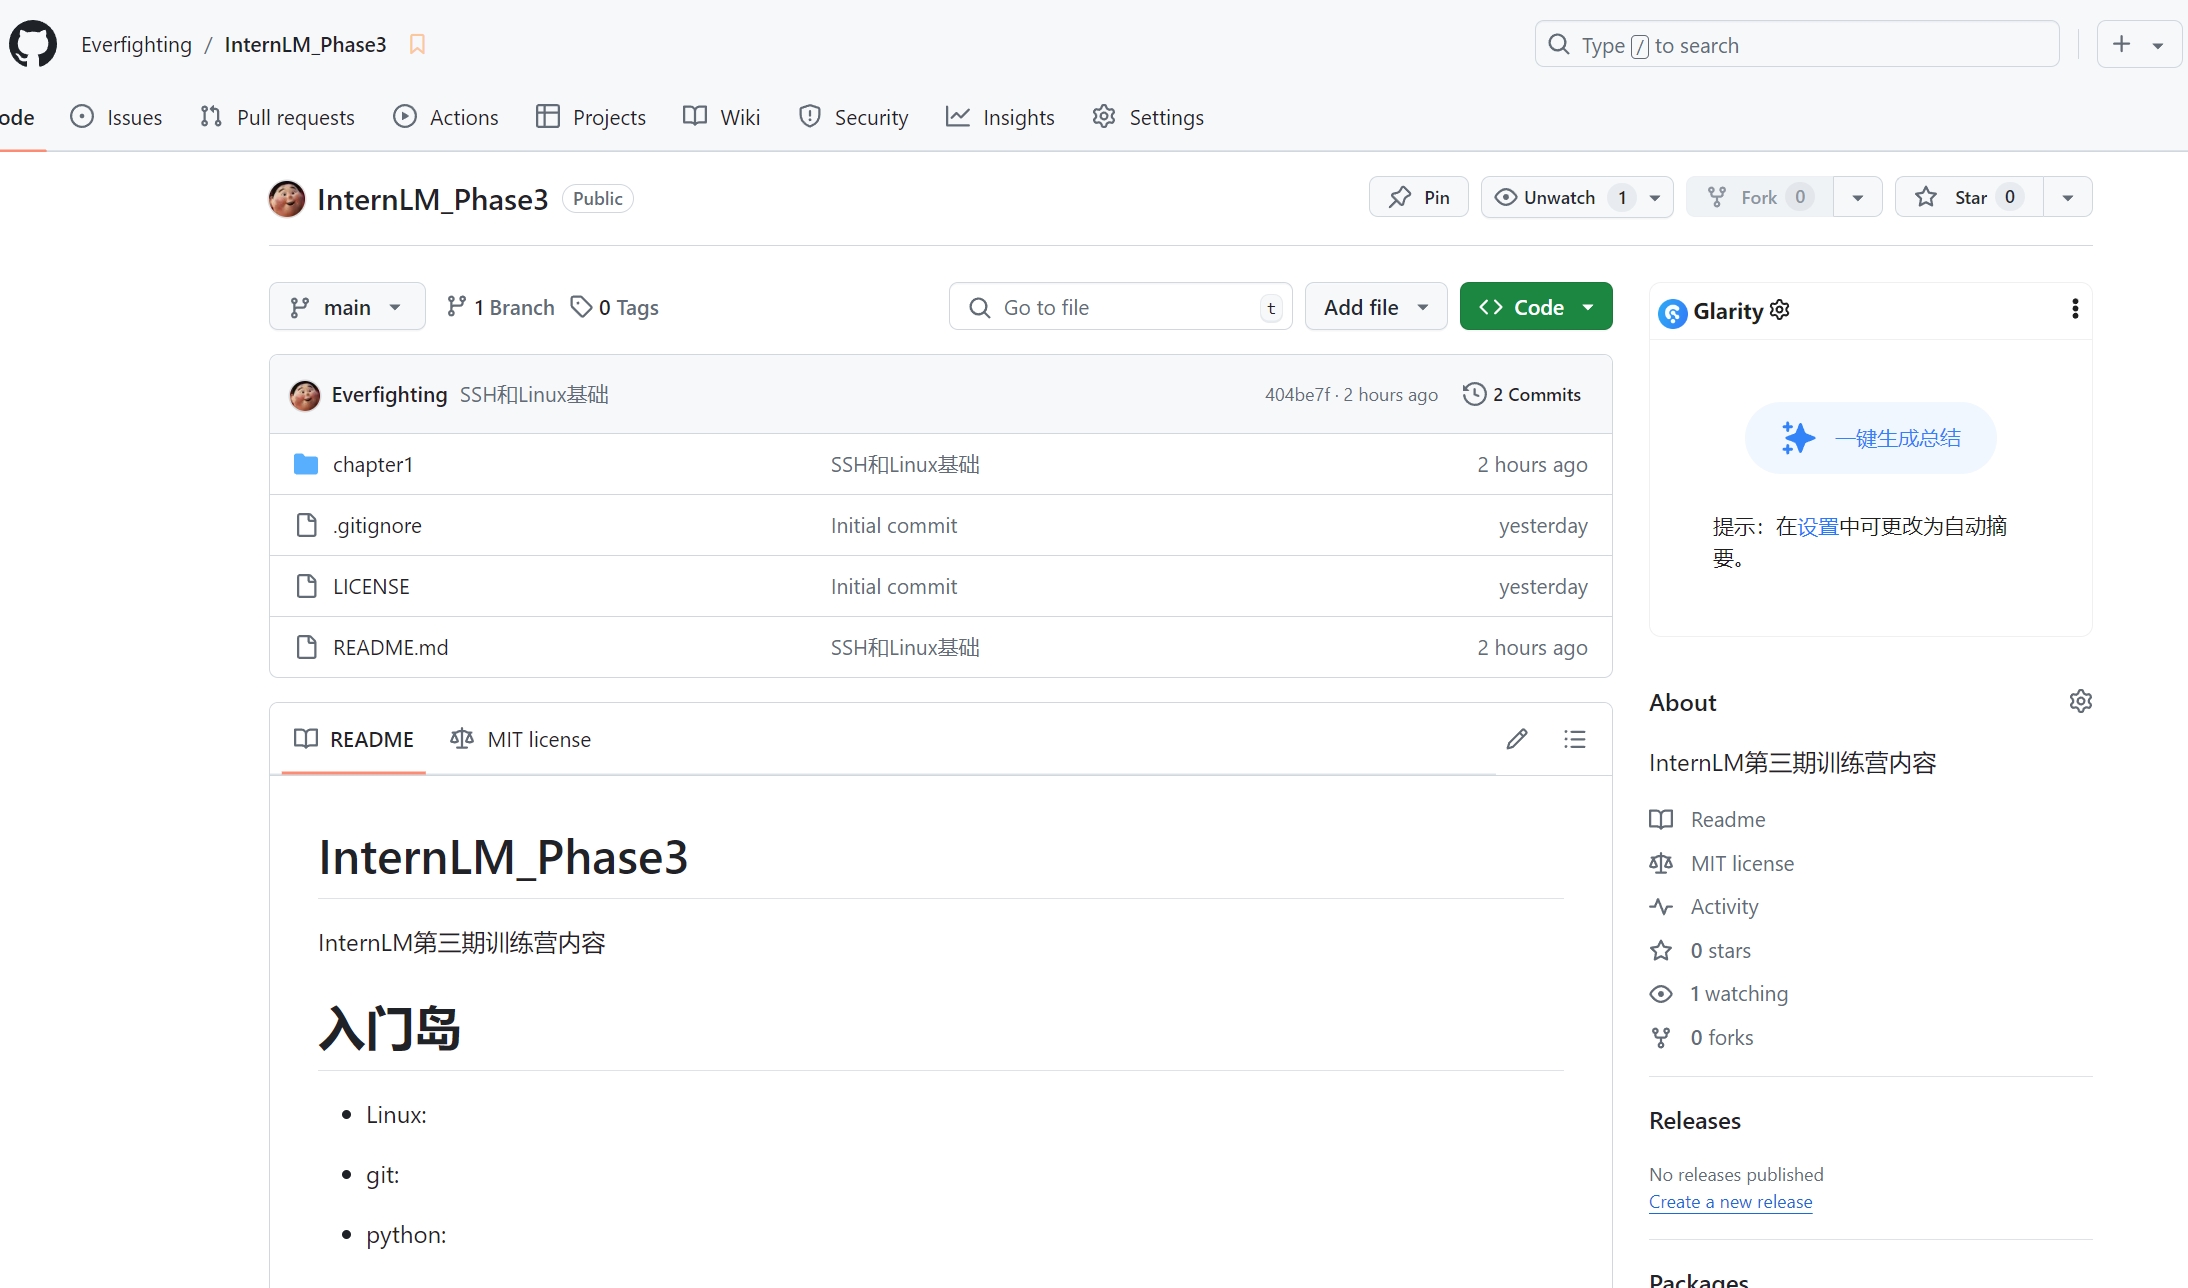 Everfighting / InternLM_Phase3
Type / to search
ode Issues Pull requests Actions Projects Wiki Security Insights Settings
InternLM_Phase3 Public
Pin Unwatch 1 Fork 0 Star 0
main 1 Branch 0 Tags Go to file t Add file Code
Everfighting SSH和Linux基础 404be7f · 2 hours ago 2 Commits
chapter1 SSH和Linux基础 2 hours ago
.gitignore Initial commit yesterday
LICENSE Initial commit yesterday
README.md SSH和Linux基础 2 hours ago
README MIT license
InternLM_Phase3
InternLM第三期训练营内容
入门岛
Linux:
git:
python:
Glarity
一键生成总结
提示：在设置中可更改为自动摘
要。
About
InternLM第三期训练营内容
Readme
MIT license
Activity
0 stars
1 watching
0 forks
Releases
No releases published
Create a new release
Packages